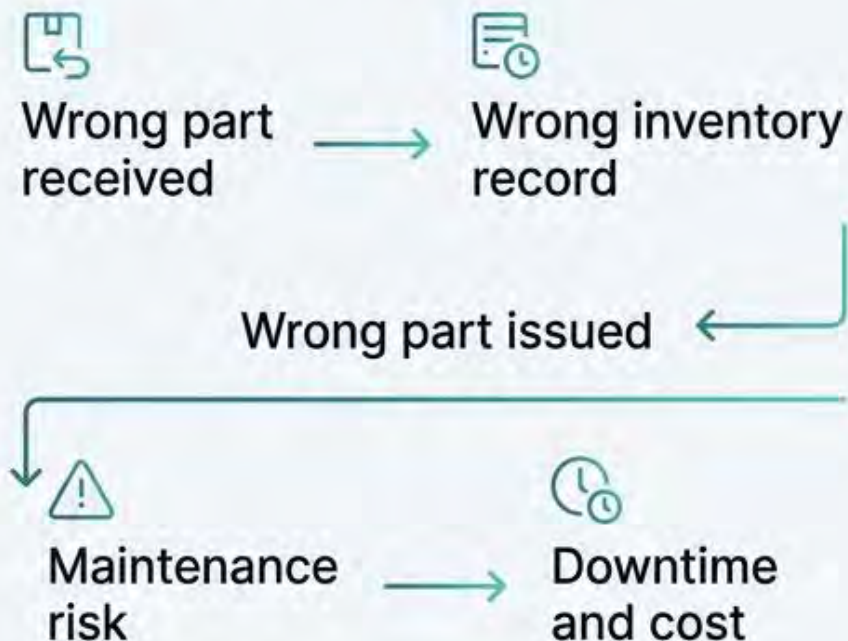 Wrong part
received
Wrong inventory
record
Wrong part issued
Maintenance
risk
Downtime
and cost